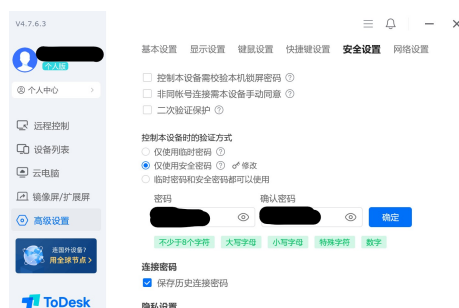 V4.7.6.3
个人版
个人中心
远程控制
设备列表
云电脑
镜像屏/扩展屏
高级设置
连国外设备?
用全球节点>
ToDesk
基本设置 显示设置 键鼠设置 快捷键设置 安全设置 网络设置
控制本设备需校验本机锁屏密码
非同帐号连接需本设备手动同意
二次验证保护
控制本设备时的验证方式
仅使用临时密码
仅使用安全密码 修改
临时密码和安全密码都可以使用
密码 确认密码
确定
不少于8个字符 大写字母 小写字母 特殊字符 数字
连接密码
保存历史连接密码
隐私设置